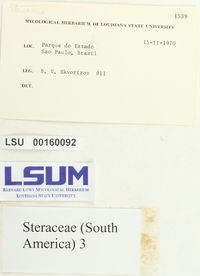 1539
MYCOLOGICAL HERBARIUM OF LOUISIANA STATE UNIVERSITY
LOC. Parque do Estado 15-II-1970
Sao Paulo, Brazil
LEG. B. V. Skvortzov #11
DET.
LSU 00160092
LSUM
BERNARD LOWY MYCOLOGICAL HERBARIUM
LOUISIANA STATE UNIVERSITY
Steraceae (South
America) 3